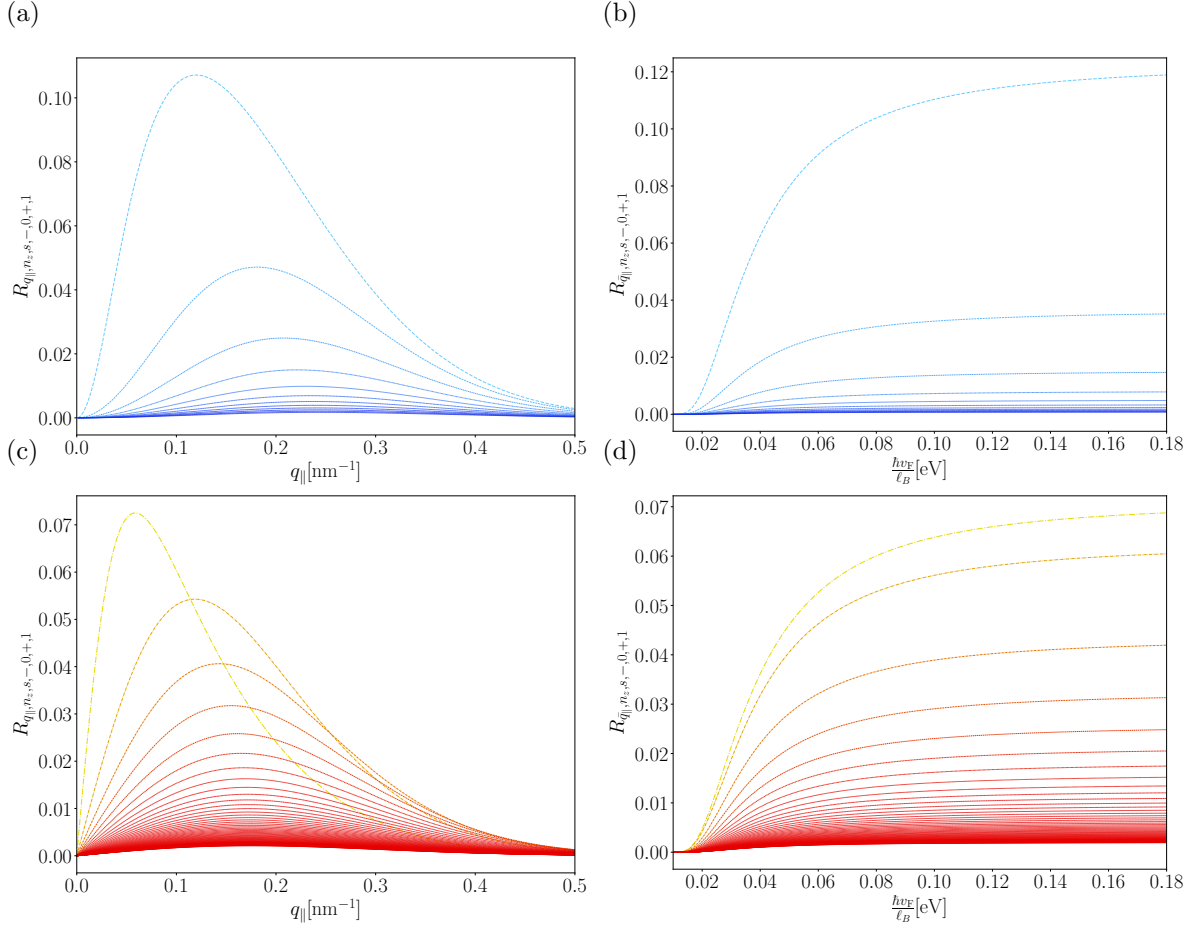 (a)
0.10
0.08
0.06
0.04
0.02
0.00
R_{q_∥,n_z,s,−,0,+,1}
0.0 0.1 0.2 0.3 0.4 0.5
q_∥[nm⁻¹]
(b)
0.12
0.10
0.08
0.06
0.04
0.02
0.00
R_{q̄_∥,n_z,s,−,0,+,1}
0.02 0.04 0.06 0.08 0.10 0.12 0.14 0.16 0.18
ħv_F/ℓ_B[eV]
(c)
0.07
0.06
0.05
0.04
0.03
0.02
0.01
0.00
R_{q_∥,n_z,s,−,0,+,1}
0.0 0.1 0.2 0.3 0.4 0.5
q_∥[nm⁻¹]
(d)
0.07
0.06
0.05
0.04
0.03
0.02
0.01
0.00
R_{q̄_∥,n_z,s,−,0,+,1}
0.02 0.04 0.06 0.08 0.10 0.12 0.14 0.16 0.18
ħv_F/ℓ_B[eV]